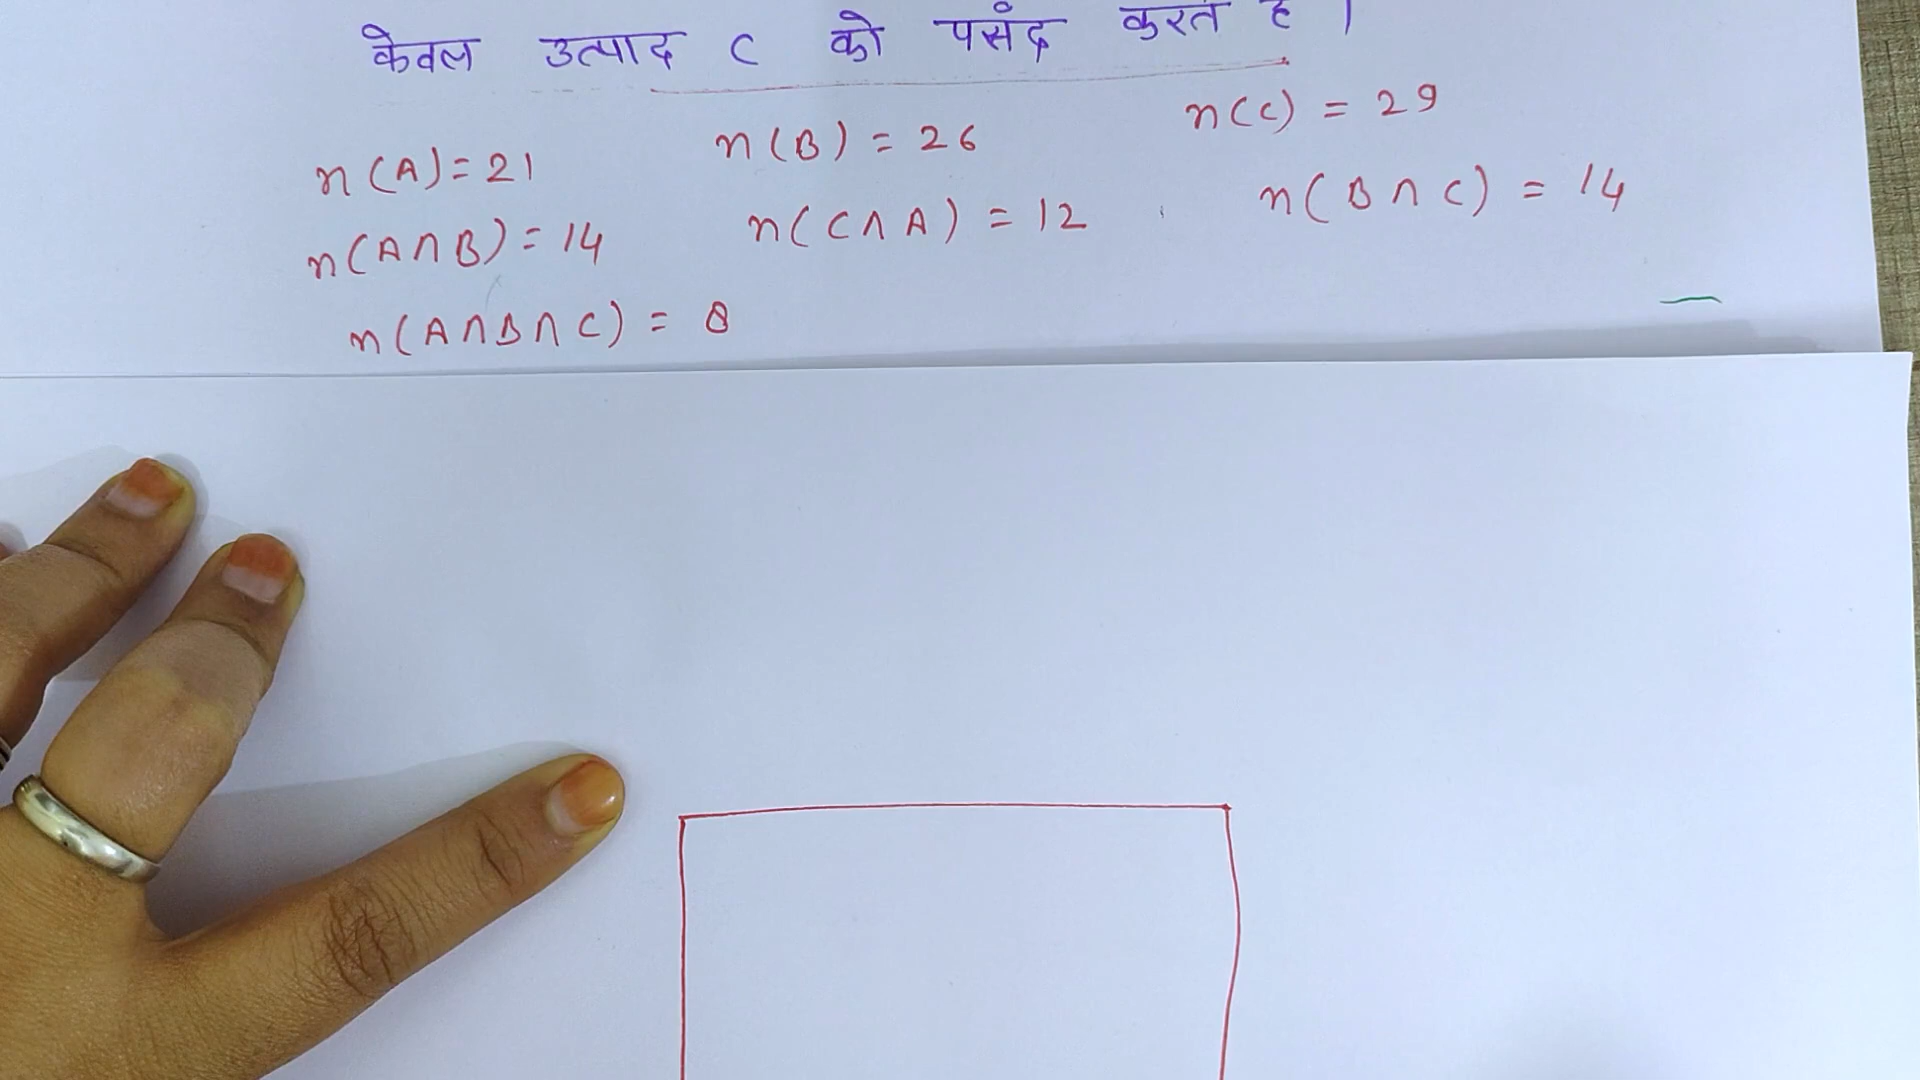 केवल उत्पाद C को पसंद करते है ।
n(A)=21 n(B) = 26 n(C) = 29
n(A∩B)=14 n(C∩A) = 12 n(B∩C) = 14
n(A∩B∩C) = 8